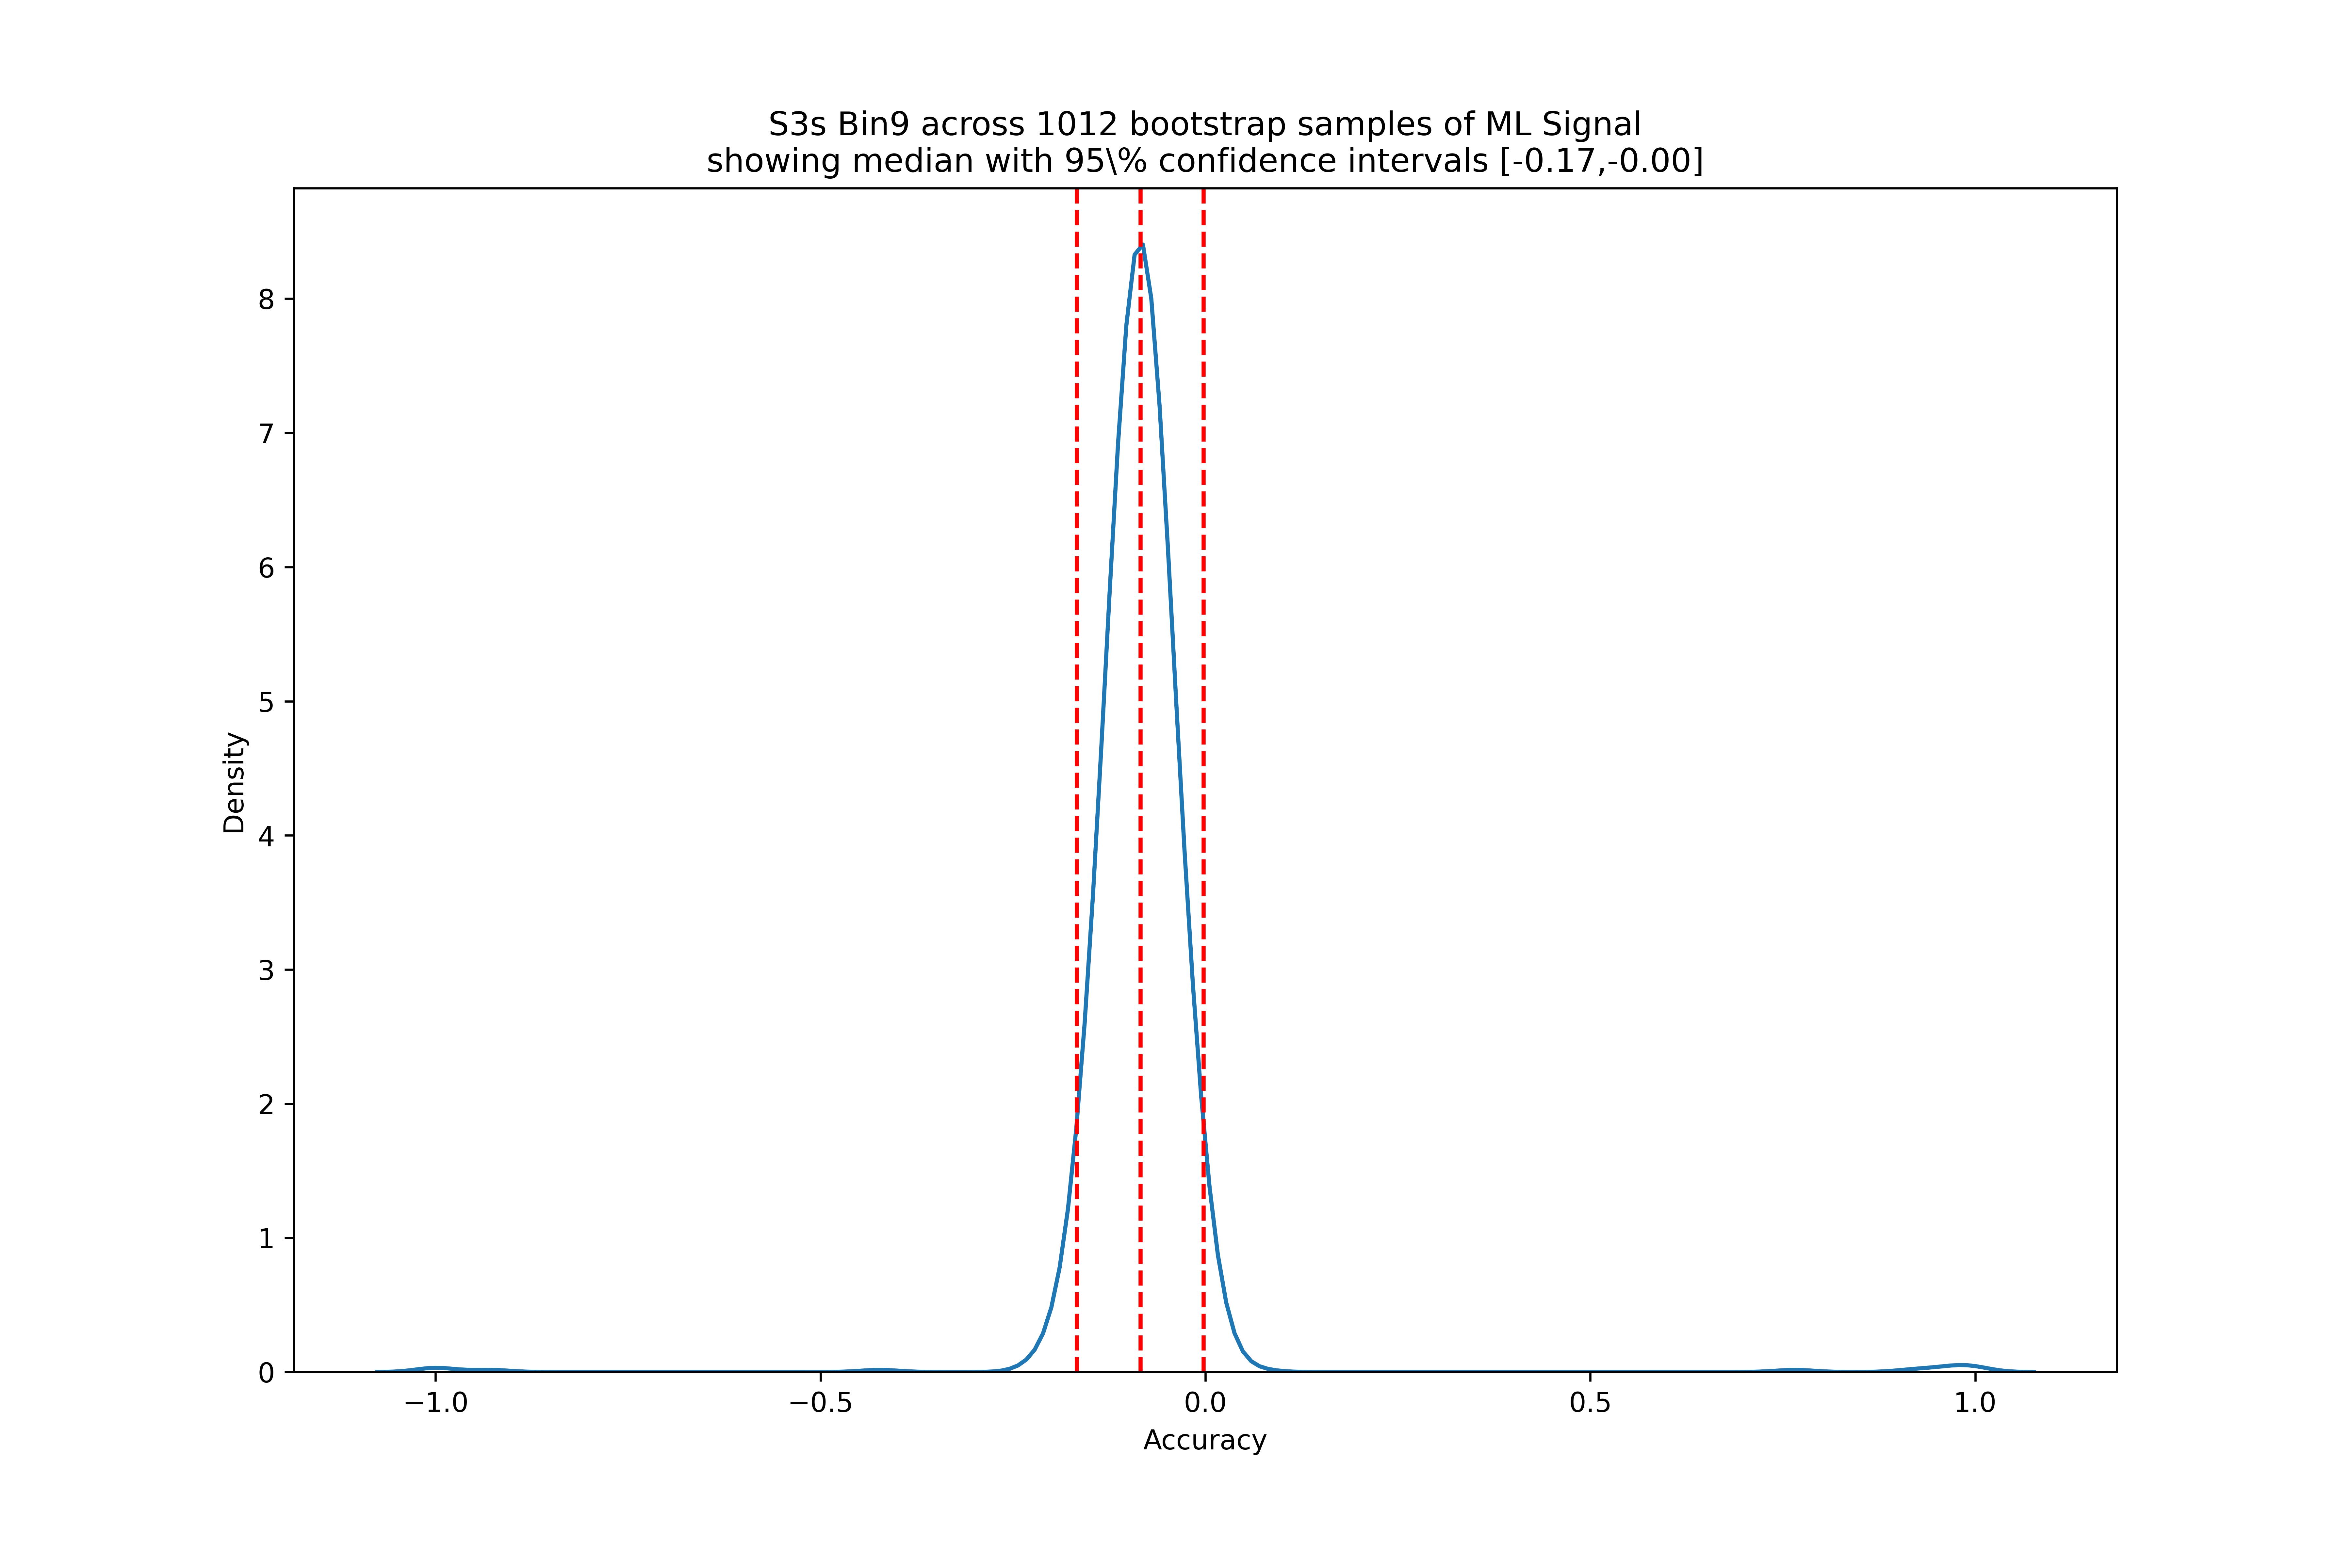 S3s Bin9 across 1012 bootstrap samples of ML Signal
showing median with 95\% confidence intervals [-0.17,-0.00]
8
7
6
5
4
3
2
1
0
Density
−1.0 −0.5 0.0 0.5 1.0
Accuracy